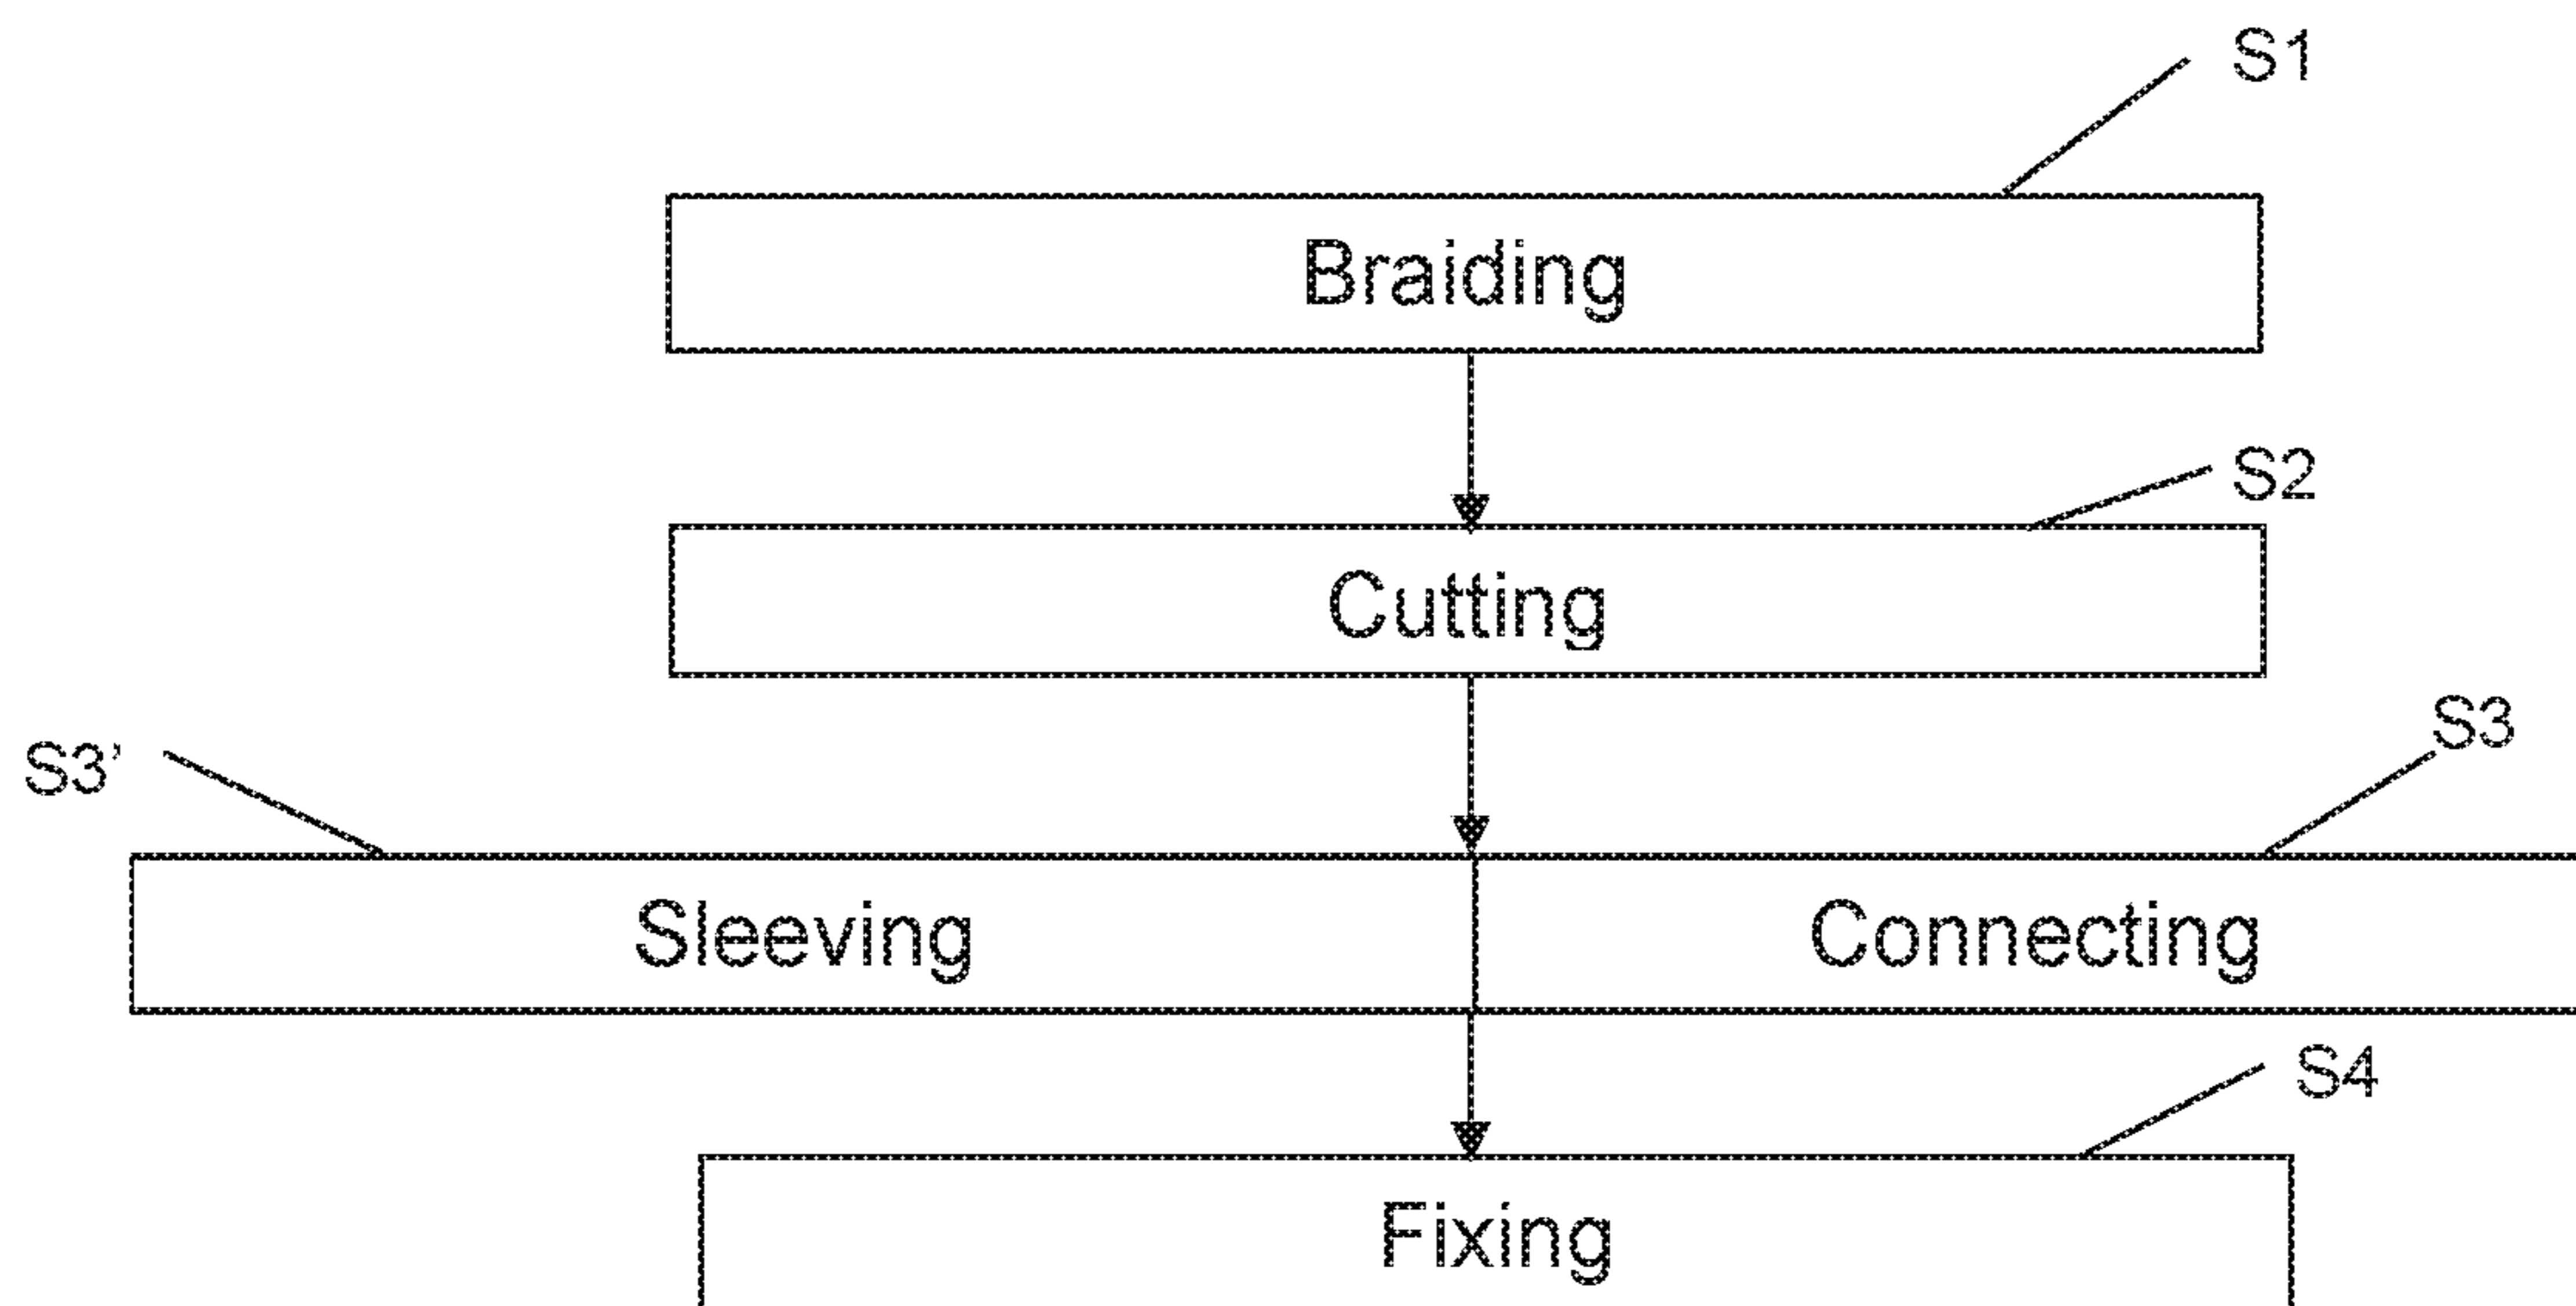 S1
Braiding
S2
Cutting
S3' S3
Sleeving Connecting
S4
Fixing